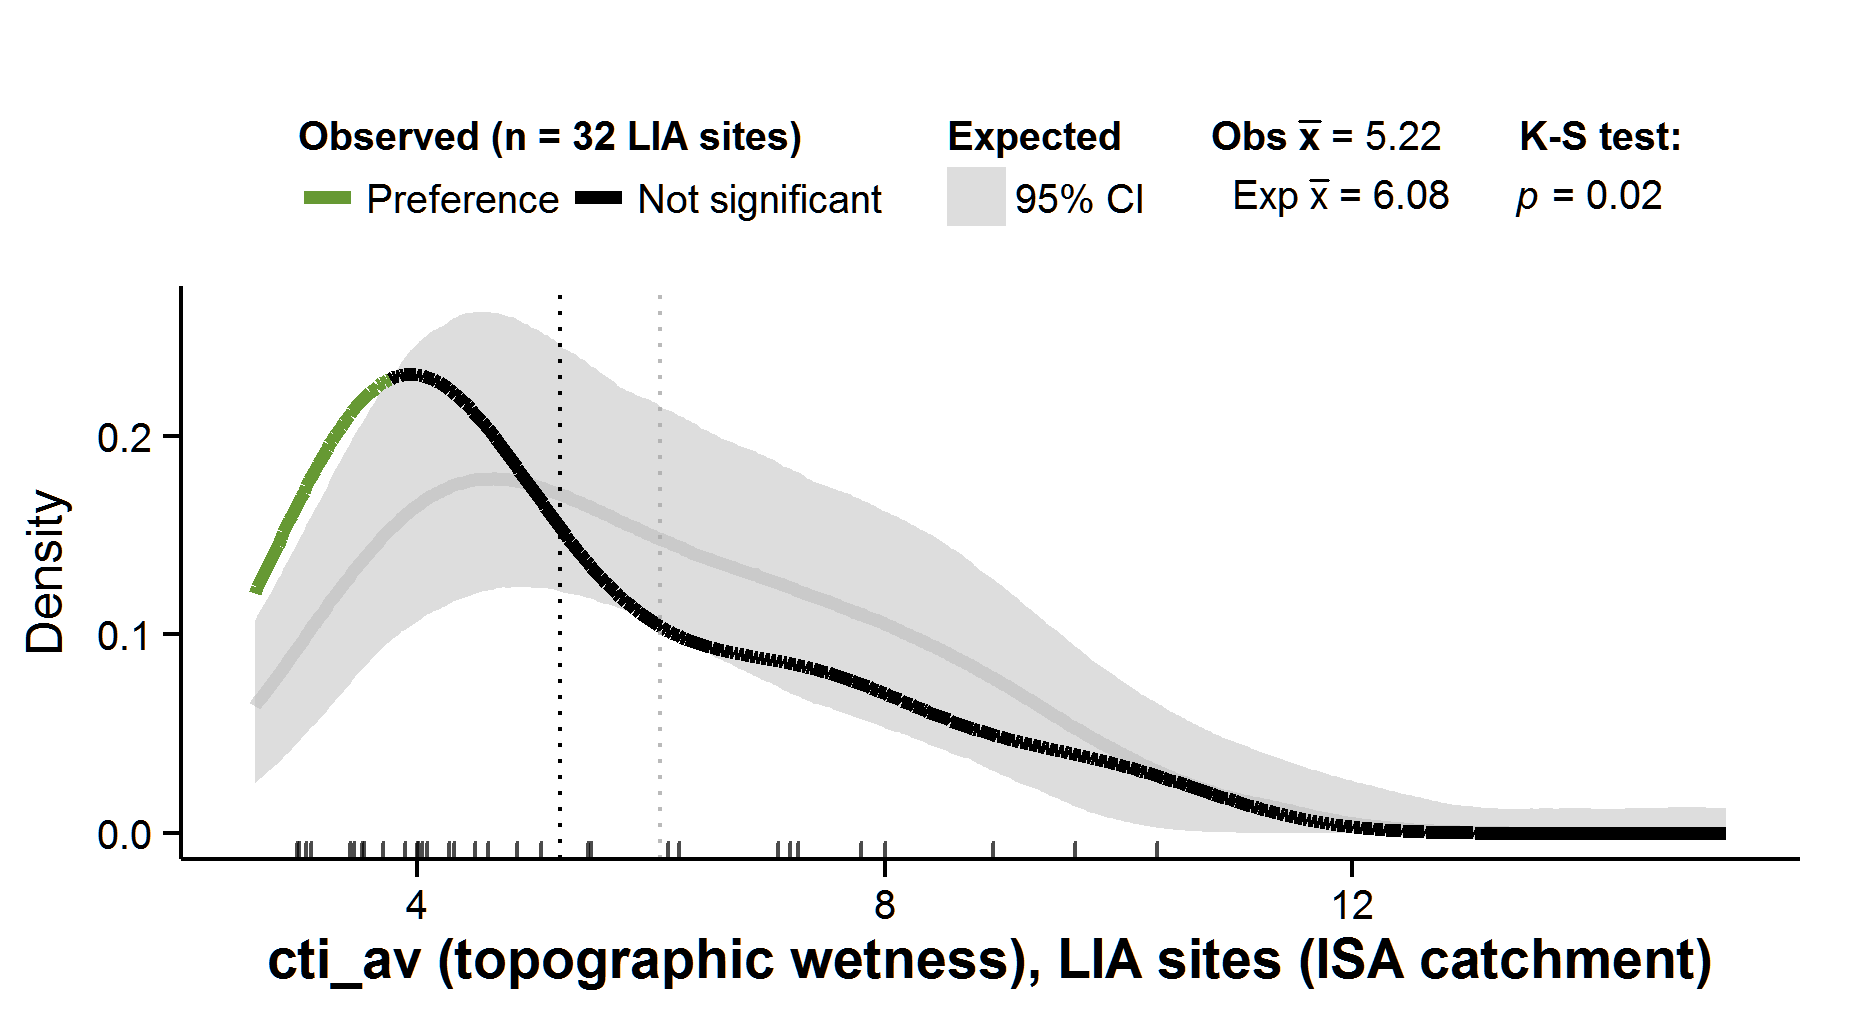 Observed (n = 32 LIA sites) Expected Obs x̅ = 5.22 K-S test:
Preference Not significant 95% CI Exp x̅ = 6.08 p = 0.02
Density
0.2
0.1
0.0
4 8 12
cti_av (topographic wetness), LIA sites (ISA catchment)